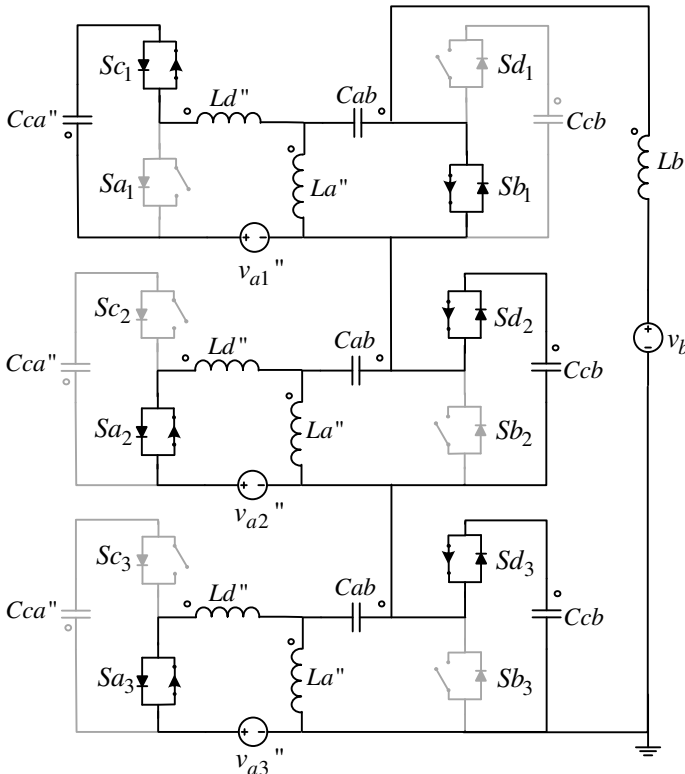 Sc1
Ld"
Cab
Sd1
Cca"
Ccb
Sa1
La"
Sb1
Lb
va1"
Sc2
Ld"
Cab
Sd2
vb
Cca"
Ccb
Sa2
La"
Sb2
va2"
Sc3
Ld"
Cab
Sd3
Cca"
Ccb
Sa3
La"
Sb3
va3"